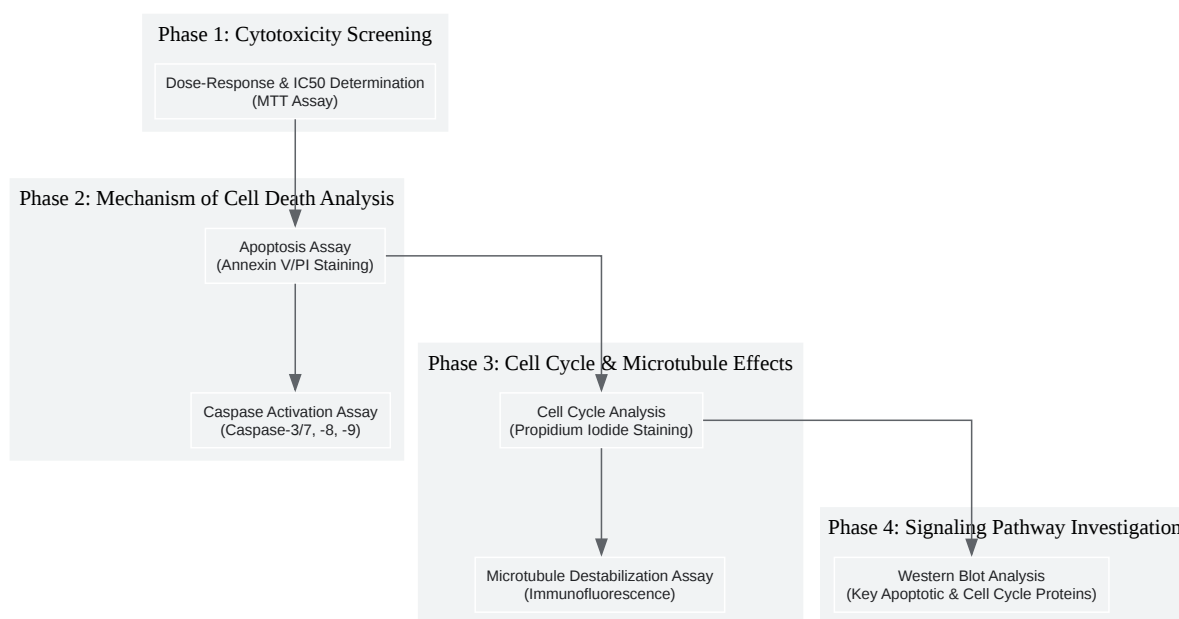 Phase 1: Cytotoxicity Screening
Dose-Response & IC50 Determination
(MTT Assay)
Phase 2: Mechanism of Cell Death Analysis
Apoptosis Assay
(Annexin V/PI Staining)
Caspase Activation Assay
(Caspase-3/7, -8, -9)
Phase 3: Cell Cycle & Microtubule Effects
Cell Cycle Analysis
(Propidium Iodide Staining)
Microtubule Destabilization Assay
(Immunofluorescence)
Phase 4: Signaling Pathway Investigation
Western Blot Analysis
(Key Apoptotic & Cell Cycle Proteins)